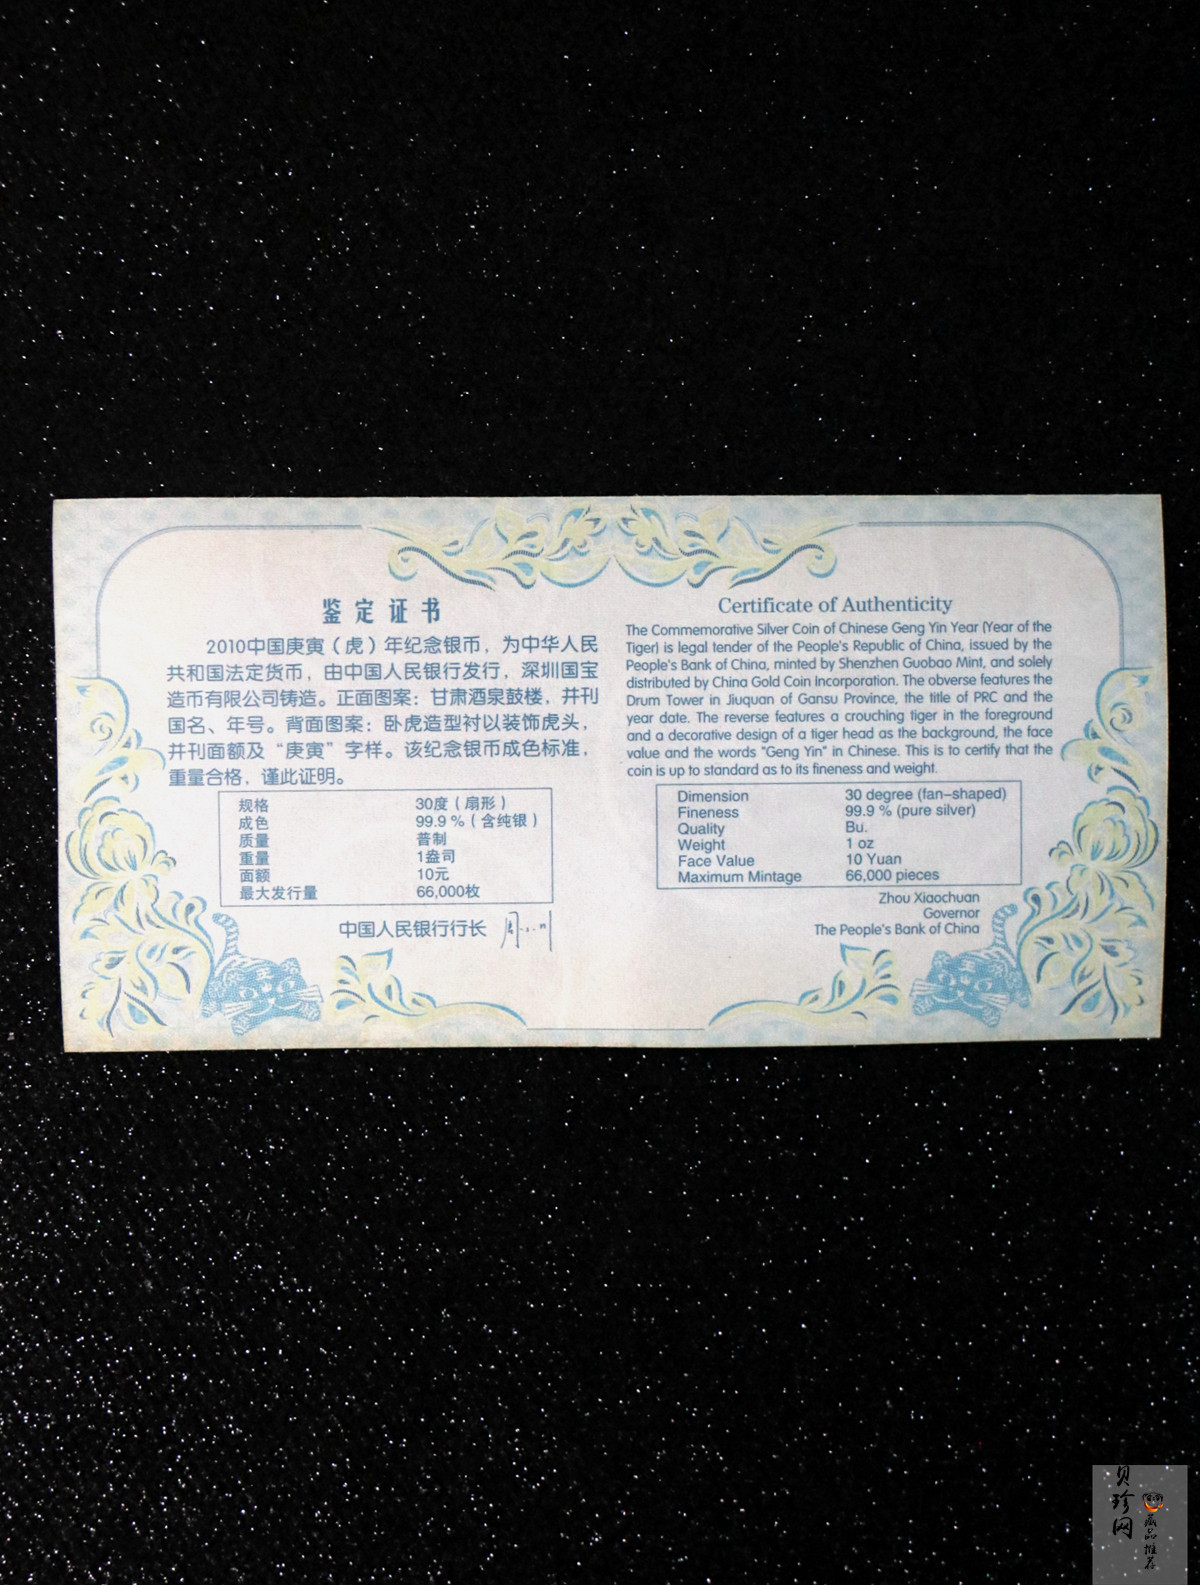 鉴定证书
2010中国庚寅（虎）年纪念银币，为中华人民
共和国法定货币，由中国人民银行发行，深圳国宝
造币有限公司铸造。正面图案：甘肃酒泉鼓楼，并刊
国名、年号。背面图案：卧虎造型衬以装饰虎头，
并刊面额及“庚寅”字样。该纪念银币成色标准，
重量合格，谨此证明。
规格 30度（扇形）
成色 99.9%（含纯银）
质量 普制
重量 1盎司
面额 10元
最大发行量 66,000枚
中国人民银行行长
Certificate of Authenticity
The Commemorative Silver Coin of Chinese Geng Yin Year (Year of the
Tiger) is legal tender of the People's Republic of China, issued by the
People's Bank of China, minted by Shenzhen Guobao Mint, and solely
distributed by China Gold Coin Incorporation. The obverse features the
Drum Tower in Jiuquan of Gansu Province, the title of PRC and the
year date. The reverse features a crouching tiger in the foreground
and a decorative design of a tiger head as the background, the face
value and the words "Geng Yin" in Chinese. This is to certify that the
coin is up to standard as to its fineness and weight.
Dimension 30 degree (fan-shaped)
Fineness 99.9 % (pure silver)
Quality Bu.
Weight 1 oz
Face Value 10 Yuan
Maximum Mintage 66,000 pieces
Zhou Xiaochuan
Governor
The People's Bank of China
王
王
贝珍网
藏品推荐